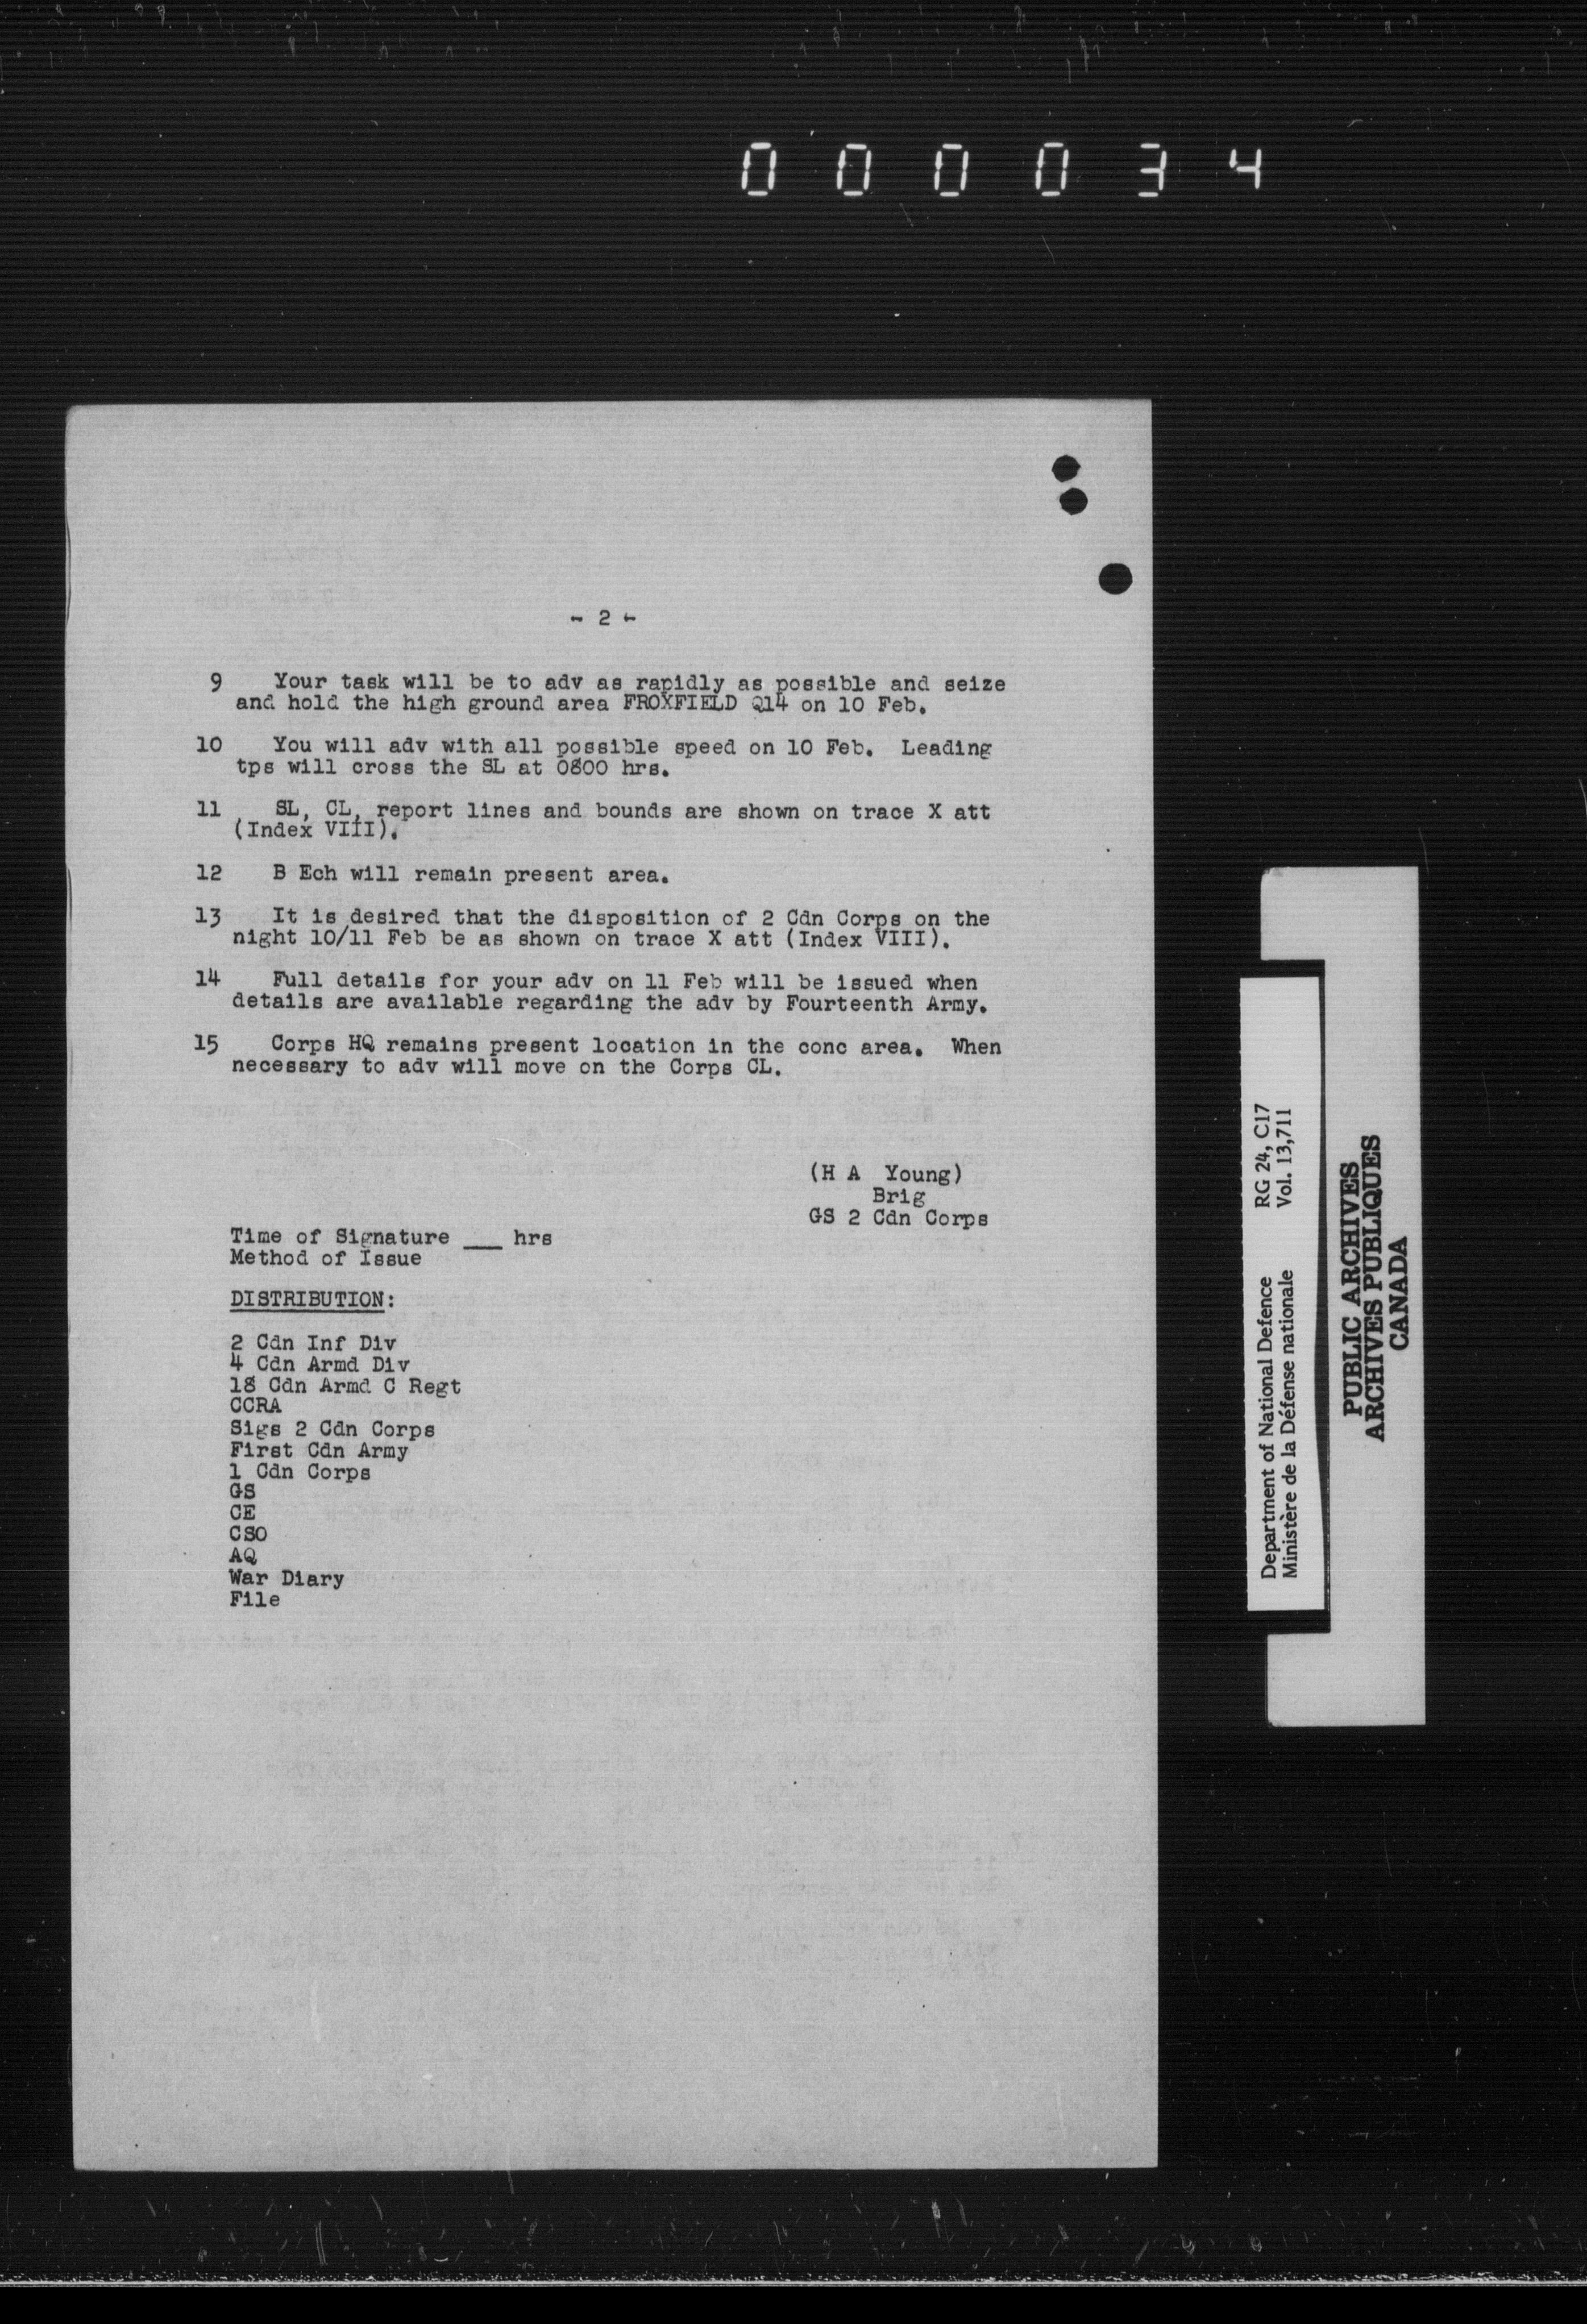 000034
- 2 -
9 Your task will be to adv as rapidly as possible and seize
and hold the high ground area FROXFIELD Q14 on 10 Feb.
10 You will adv with all possible speed on 10 Feb. Leading
tps will cross the SL at 0800 hrs.
11 SL, CL, report lines and bounds are shown on trace X att
(Index VIII).
12 B Ech will remain present area.
13 It is desired that the disposition of 2 Cdn Corps on the
night 10/11 Feb be as shown on trace X att (Index VIII).
14 Full details for your adv on 11 Feb will be issued when
details are available regarding the adv by Fourteenth Army.
15 Corps HQ remains present location in the conc area. When
necessary to adv will move on the Corps CL.
(H A Young)
Brig
GS 2 Cdn Corps
Time of Signature ___ hrs
Method of Issue
DISTRIBUTION:
2 Cdn Inf Div
4 Cdn Armd Div
18 Cdn Armd C Regt
CCRA
Sigs 2 Cdn Corps
First Cdn Army
1 Cdn Corps
GS
CE
CSO
AQ
War Diary
File
Department of National Defence RG 24, C17
Ministère de la Défense nationale Vol. 13,711
PUBLIC ARCHIVES
ARCHIVES PUBLIQUES
CANADA